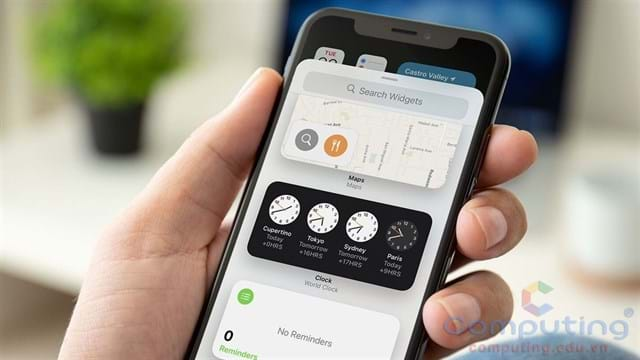 TUE
Castro Valley
Search Widgets
Maps
Maps
Cupertino
Today
+0HRS
Tokyo
Tomorrow
+16HRS
Sydney
Tomorrow
+17HRS
Paris
Today
+9HRS
Clock
World Clock
0
Reminders
No Reminders
Computing®
computing.edu.vn